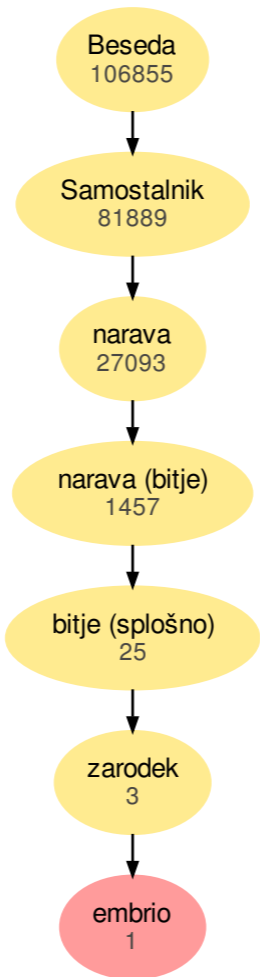 Beseda
106855
Samostalnik
81889
narava
27093
narava (bitje)
1457
bitje (splošno)
25
zarodek
3
embrio
1